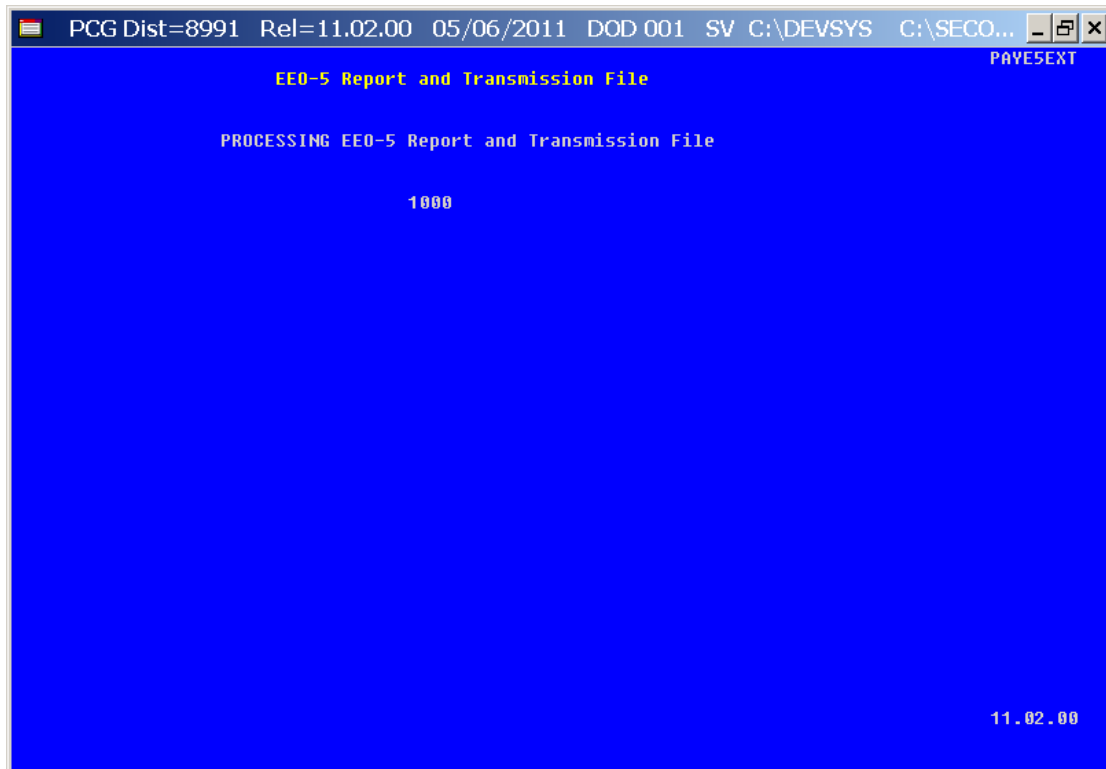 PCG Dist=8991 Rel=11.02.00 05/06/2011 DOD 001 SV C:\DEVSYS C:\SECO...
PAYE5EXT
EEO-5 Report and Transmission File
PROCESSING EEO-5 Report and Transmission File
1000
11.02.00